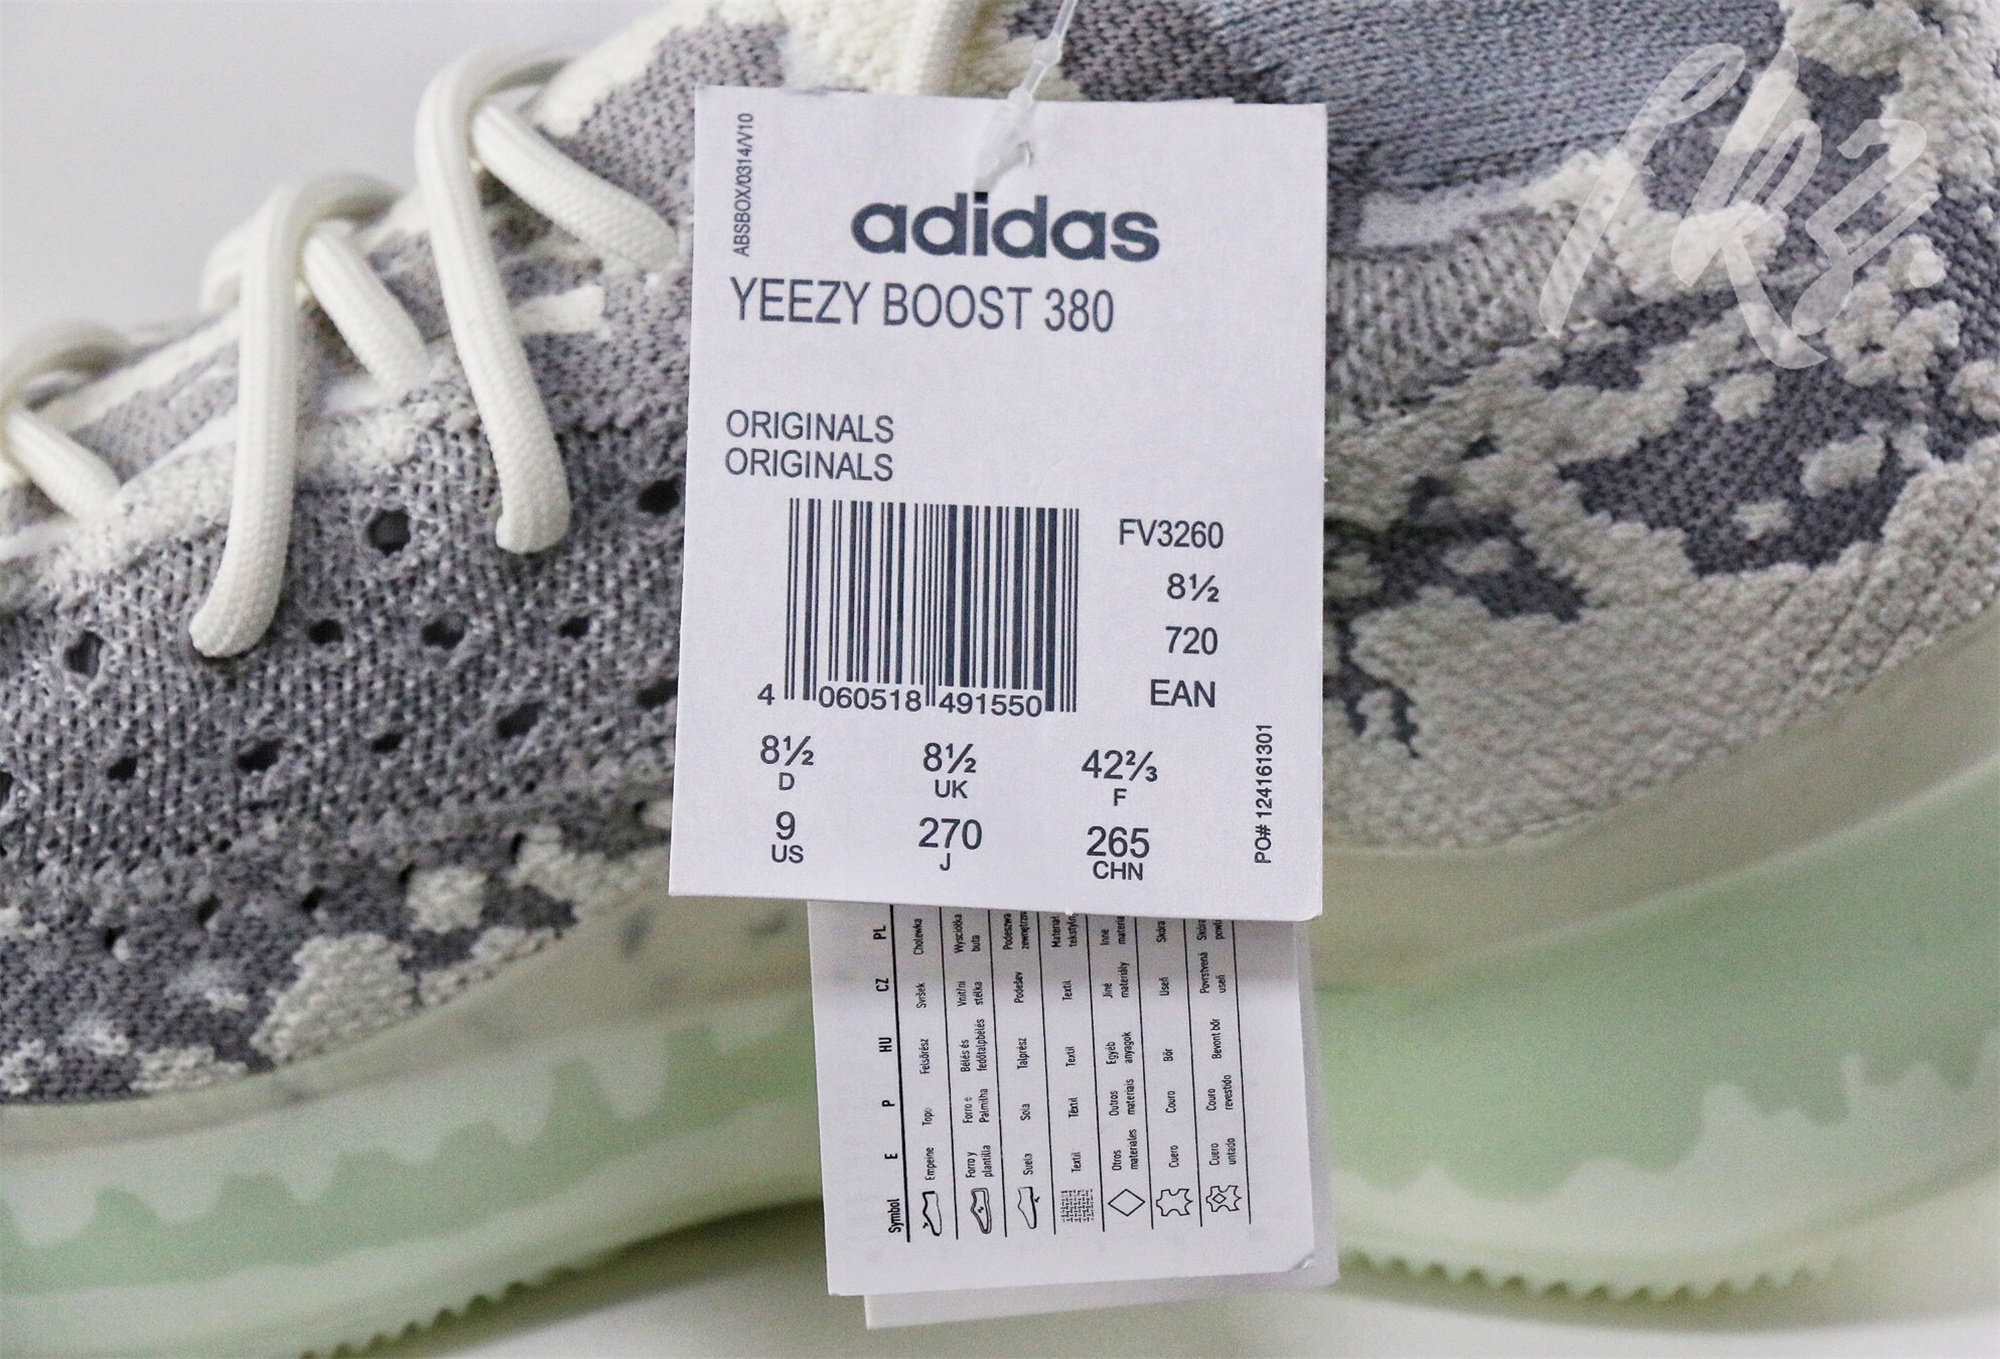 ABSBOX/0314/V10
adidas
YEEZY BOOST 380
ORIGINALS
ORIGINALS
FV3260
8½
720
EAN
4 060518 491550
8½ 8½ 42⅔
D UK F
9 270 265
US J CHN
PO# 124161301
Symbol E P HU CZ PL
Empeine Topo Felsőrész Svršek Cholewka
Forro y plantilla Forro e Palmilha Bélés és fedőtalpbélés Vnitřní stélka Wyściółka buta
Suela Sola Talprész Podešev Podeszwa
Textil Têxtil Textil Textil
Otros materiales Outros materiais Egyéb anyagok Jiné materiály Inne
Cuero Couro Bőr Useň Skóra
Cuero untado Couro revestido Bevont bőr Povrstvená useň Skóra